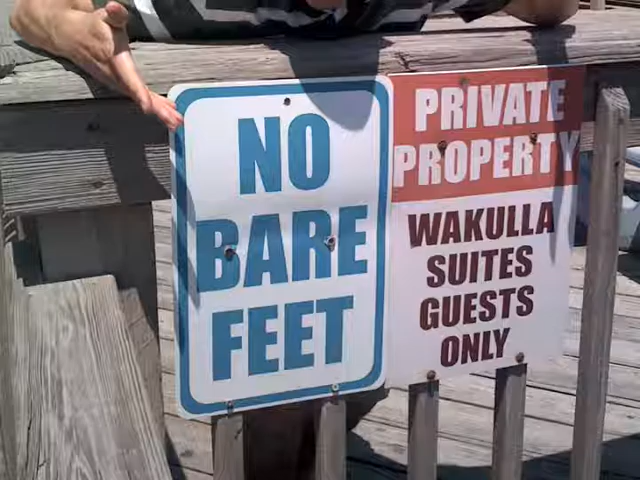 NO
BARE
FEET
PRIVATE
PROPERTY
WAKULLA
SUITES
GUESTS
ONLY